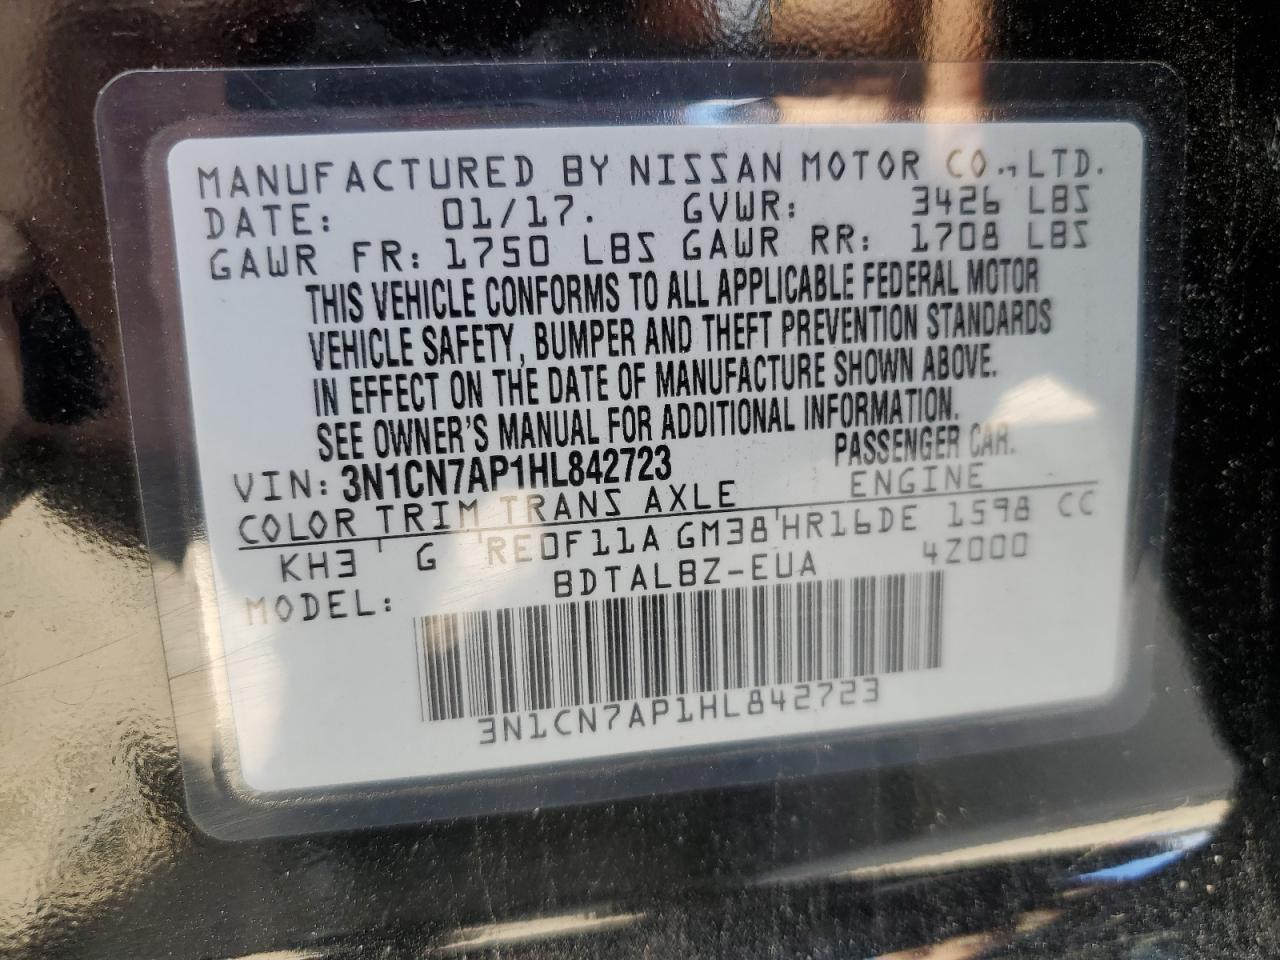 MANUFACTURED BY NISSAN MOTOR CO., LTD.
DATE: 01/17. GVWR: 3426 LBS
GAWR FR: 1750 LBS GAWR RR: 1708 LBS
THIS VEHICLE CONFORMS TO ALL APPLICABLE FEDERAL MOTOR
VEHICLE SAFETY, BUMPER AND THEFT PREVENTION STANDARDS
IN EFFECT ON THE DATE OF MANUFACTURE SHOWN ABOVE.
SEE OWNER'S MANUAL FOR ADDITIONAL INFORMATION.
VIN: 3N1CN7AP1HL842723 PASSENGER CAR.
COLOR TRIM TRANS AXLE ENGINE
KH3 G RE0F11A GM38 HR16DE 1598 CC
MODEL: BDTALBZ-EUA 4Z000
3N1CN7AP1HL842723